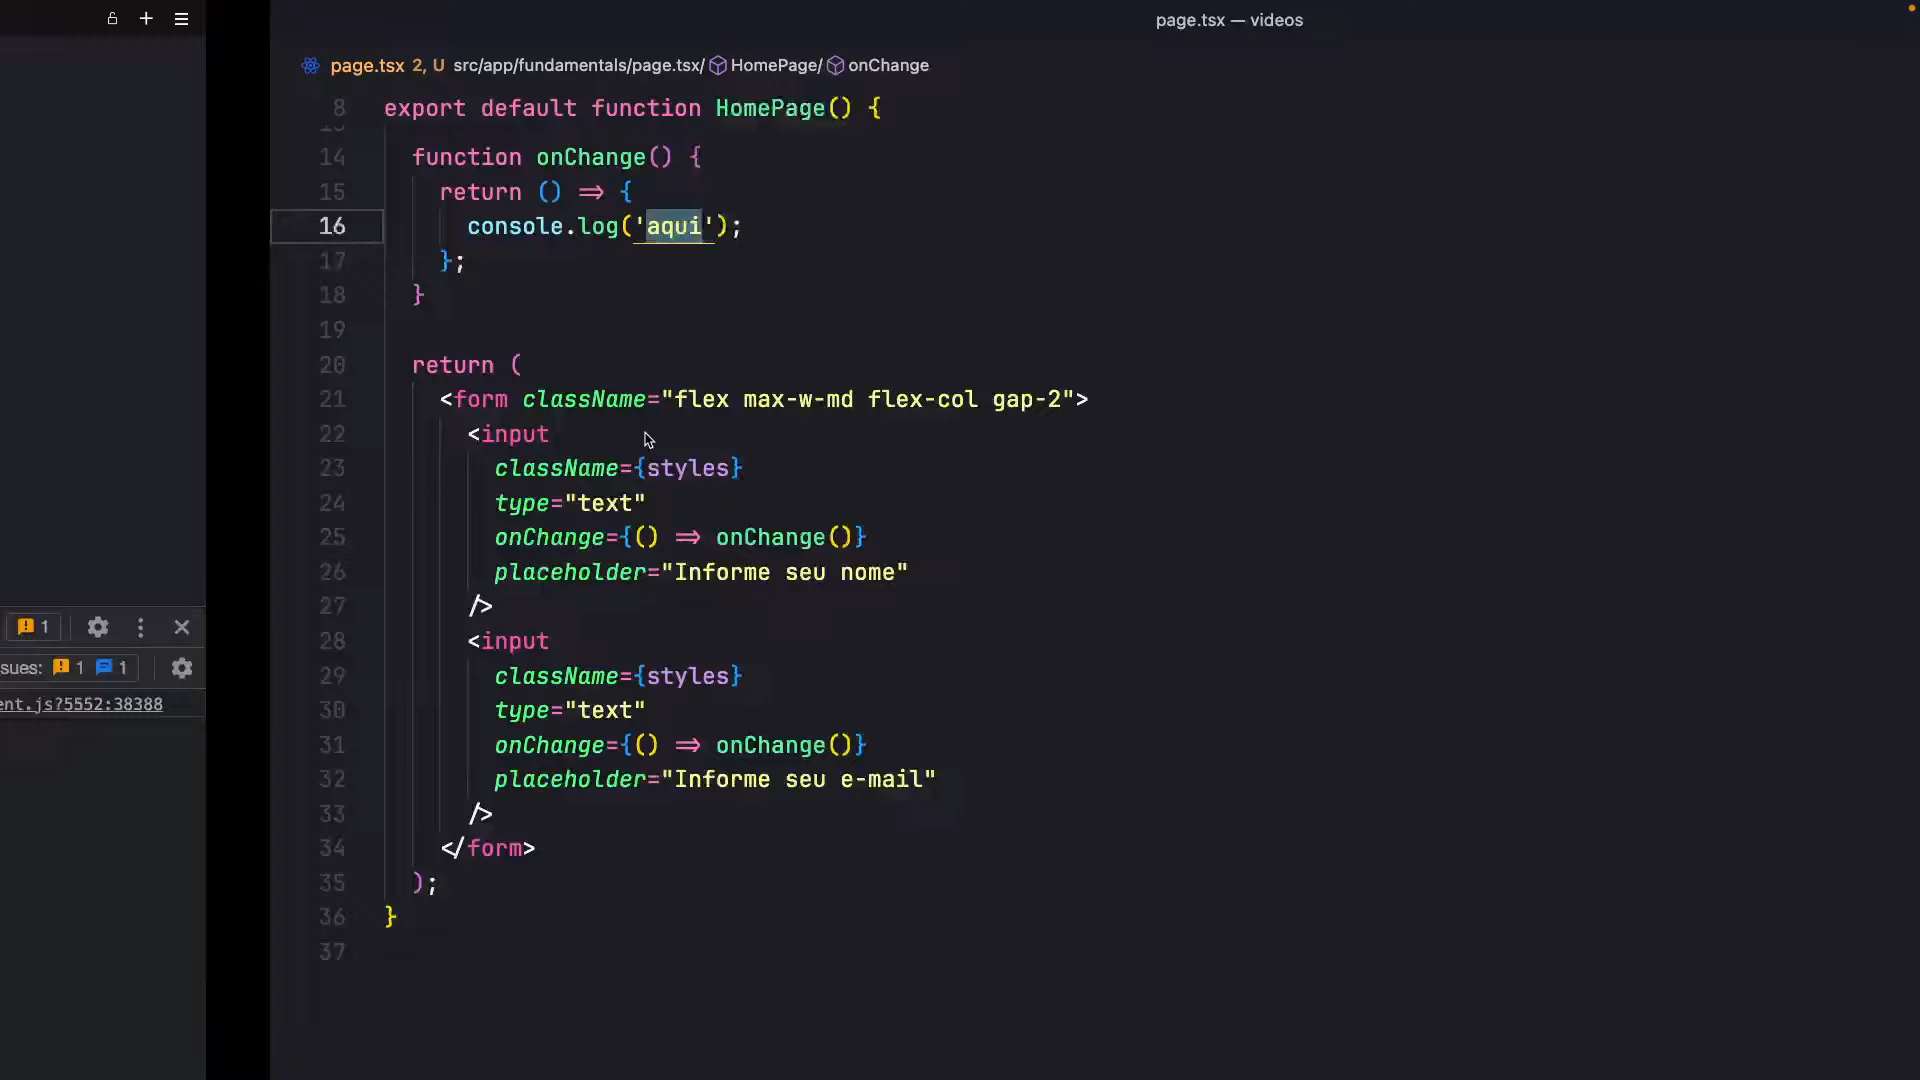 page.tsx — videos
page.tsx 2, U src/app/fundamentals/page.tsx/ HomePage/ onChange
8 export default function HomePage() {
14 function onChange() {
15 return () => {
16 console.log('aqui');
17 };
18 }
19
20 return (
21 <form className="flex max-w-md flex-col gap-2">
22 <input
23 className={styles}
24 type="text"
25 onChange={() => onChange()}
26 placeholder="Informe seu nome"
27 />
28 <input
29 className={styles}
30 type="text"
31 onChange={() => onChange()}
32 placeholder="Informe seu e-mail"
33 />
34 </form>
35 );
36 }
37
1
sues: 1 1
ent.js?5552:38388